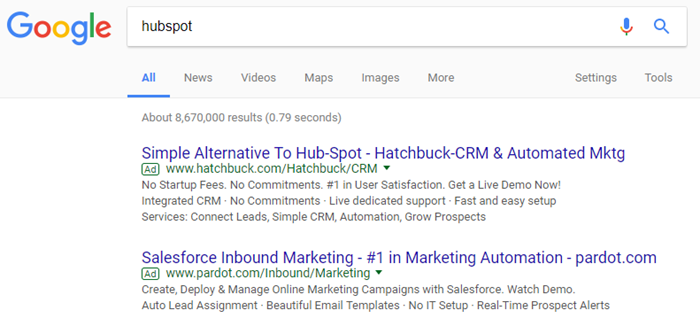 Google hubspot
All News Videos Maps Images More Settings Tools
About 8,670,000 results (0.79 seconds)
Simple Alternative To Hub-Spot - Hatchbuck-CRM & Automated Mktg
Ad www.hatchbuck.com/Hatchbuck/CRM
No Startup Fees. No Commitments. #1 in User Satisfaction. Get a Live Demo Now!
Integrated CRM · No Commitments · Live dedicated support · Fast and easy setup
Services: Connect Leads, Simple CRM, Automation, Grow Prospects
Salesforce Inbound Marketing - #1 in Marketing Automation - pardot.com
Ad www.pardot.com/Inbound/Marketing
Create, Deploy & Manage Online Marketing Campaigns with Salesforce. Watch Demo.
Auto Lead Assignment · Beautiful Email Templates · No IT Setup · Real-Time Prospect Alerts